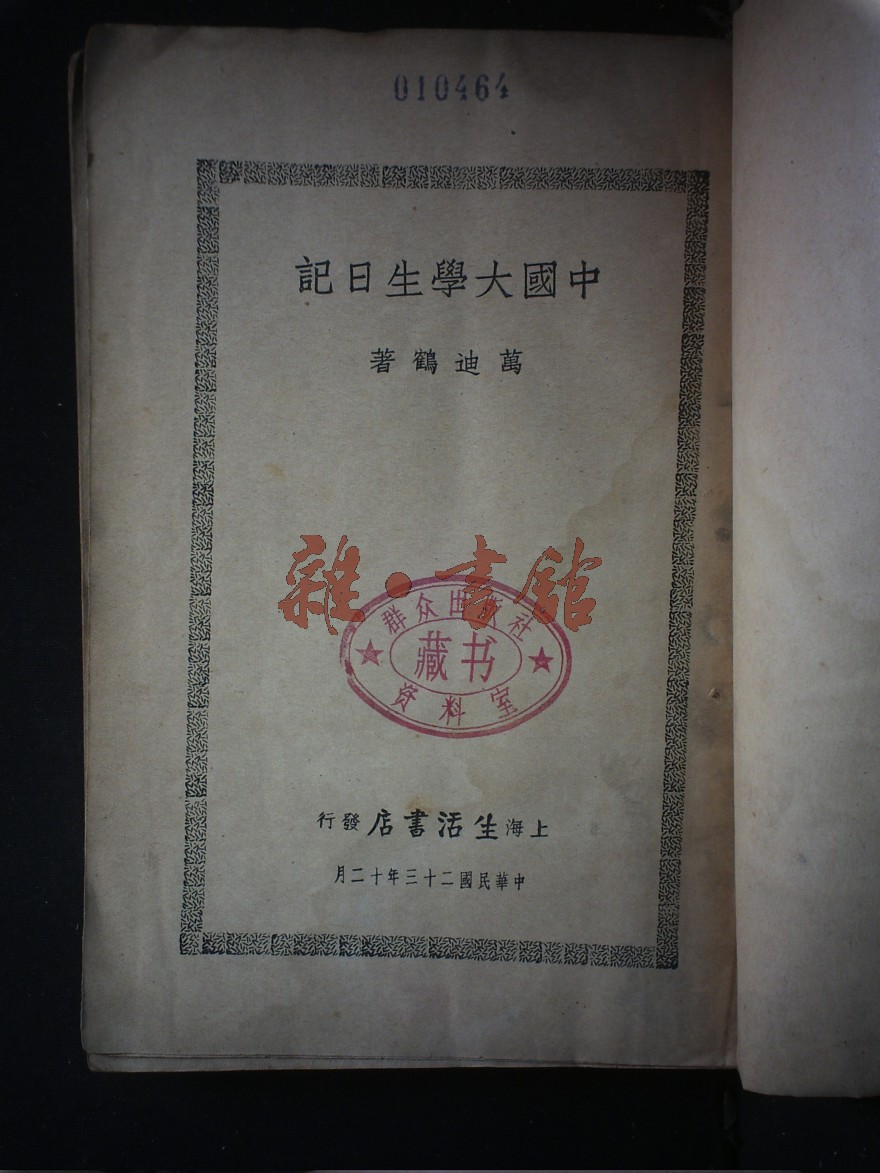 010464
中國大學生日記
萬迪鶴著
雜·書館
群众出版社
藏书
资料室
上海生活書店發行
中華民國二十三年十二月